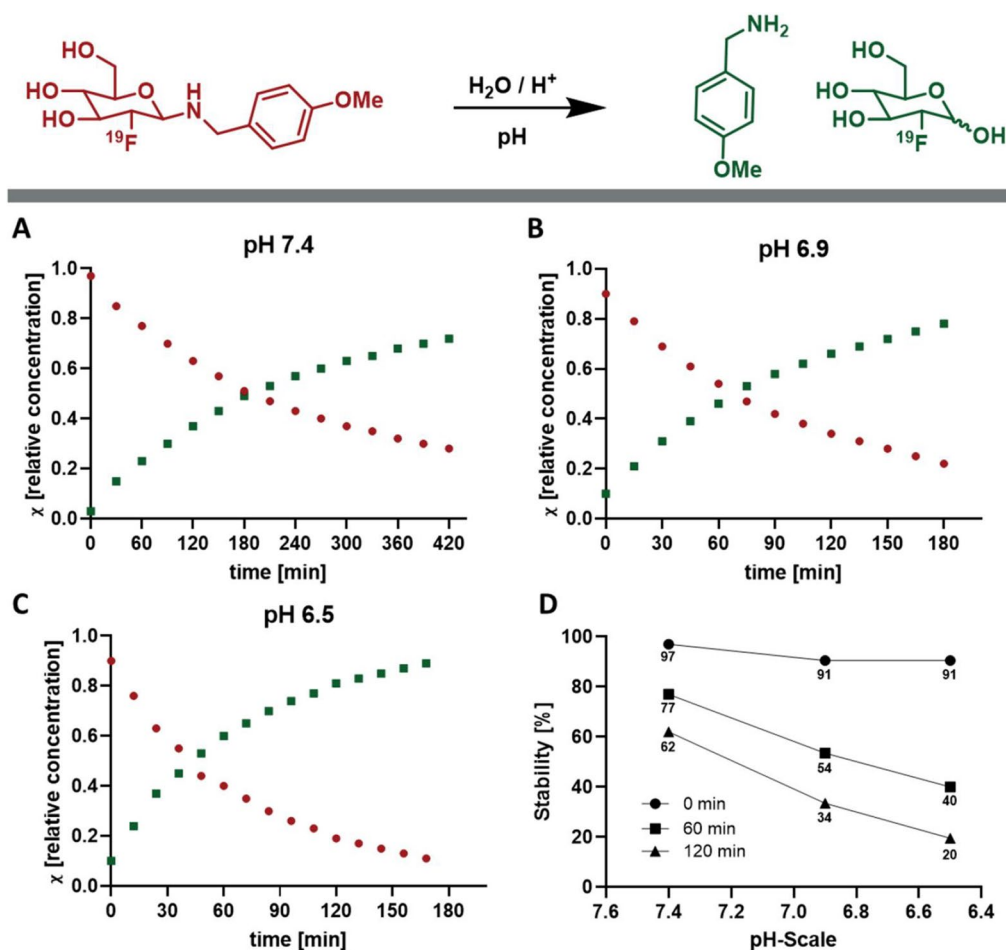 HO
HO
HO
O
H
N
19F
OMe
H2O / H+
pH
NH2
OMe
HO
HO
HO
O
19F
OH
A
pH 7.4
χ [relative concentration]
1.0
0.8
0.6
0.4
0.2
0.0
0 60 120 180 240 300 360 420
time [min]
B
pH 6.9
χ [relative concentration]
1.0
0.8
0.6
0.4
0.2
0.0
0 30 60 90 120 150 180
time [min]
C
pH 6.5
χ [relative concentration]
1.0
0.8
0.6
0.4
0.2
0.0
0 30 60 90 120 150 180
time [min]
D
Stability [%]
100
80
60
40
20
0
97 91 91
77 54 40
62 34 20
0 min
60 min
120 min
7.6 7.4 7.2 7.0 6.8 6.6 6.4
pH-Scale